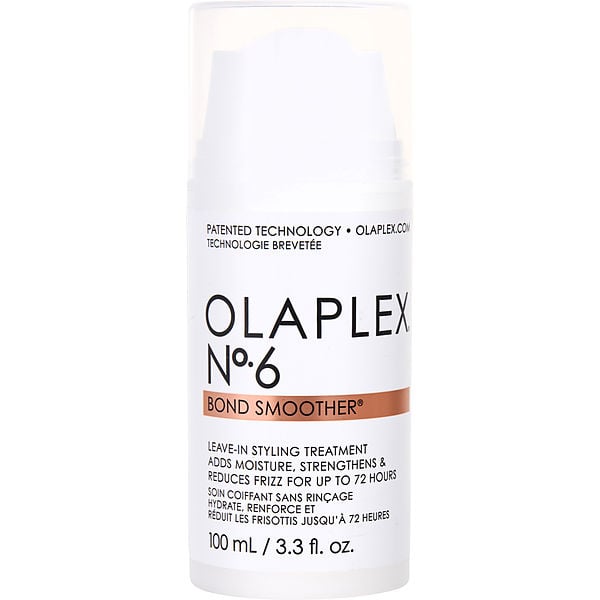 PATENTED TECHNOLOGY • OLAPLEX.COM
TECHNOLOGIE BREVETÉE
OLAPLEX.
Nº.6
BOND SMOOTHER®
LEAVE-IN STYLING TREATMENT
ADDS MOISTURE, STRENGTHENS &
REDUCES FRIZZ FOR UP TO 72 HOURS
SOIN COIFFANT SANS RINÇAGE
HYDRATE, RENFORCE ET
RÉDUIT LES FRISOTTIS JUSQU'À 72 HEURES
100 mL / 3.3 fl. oz.